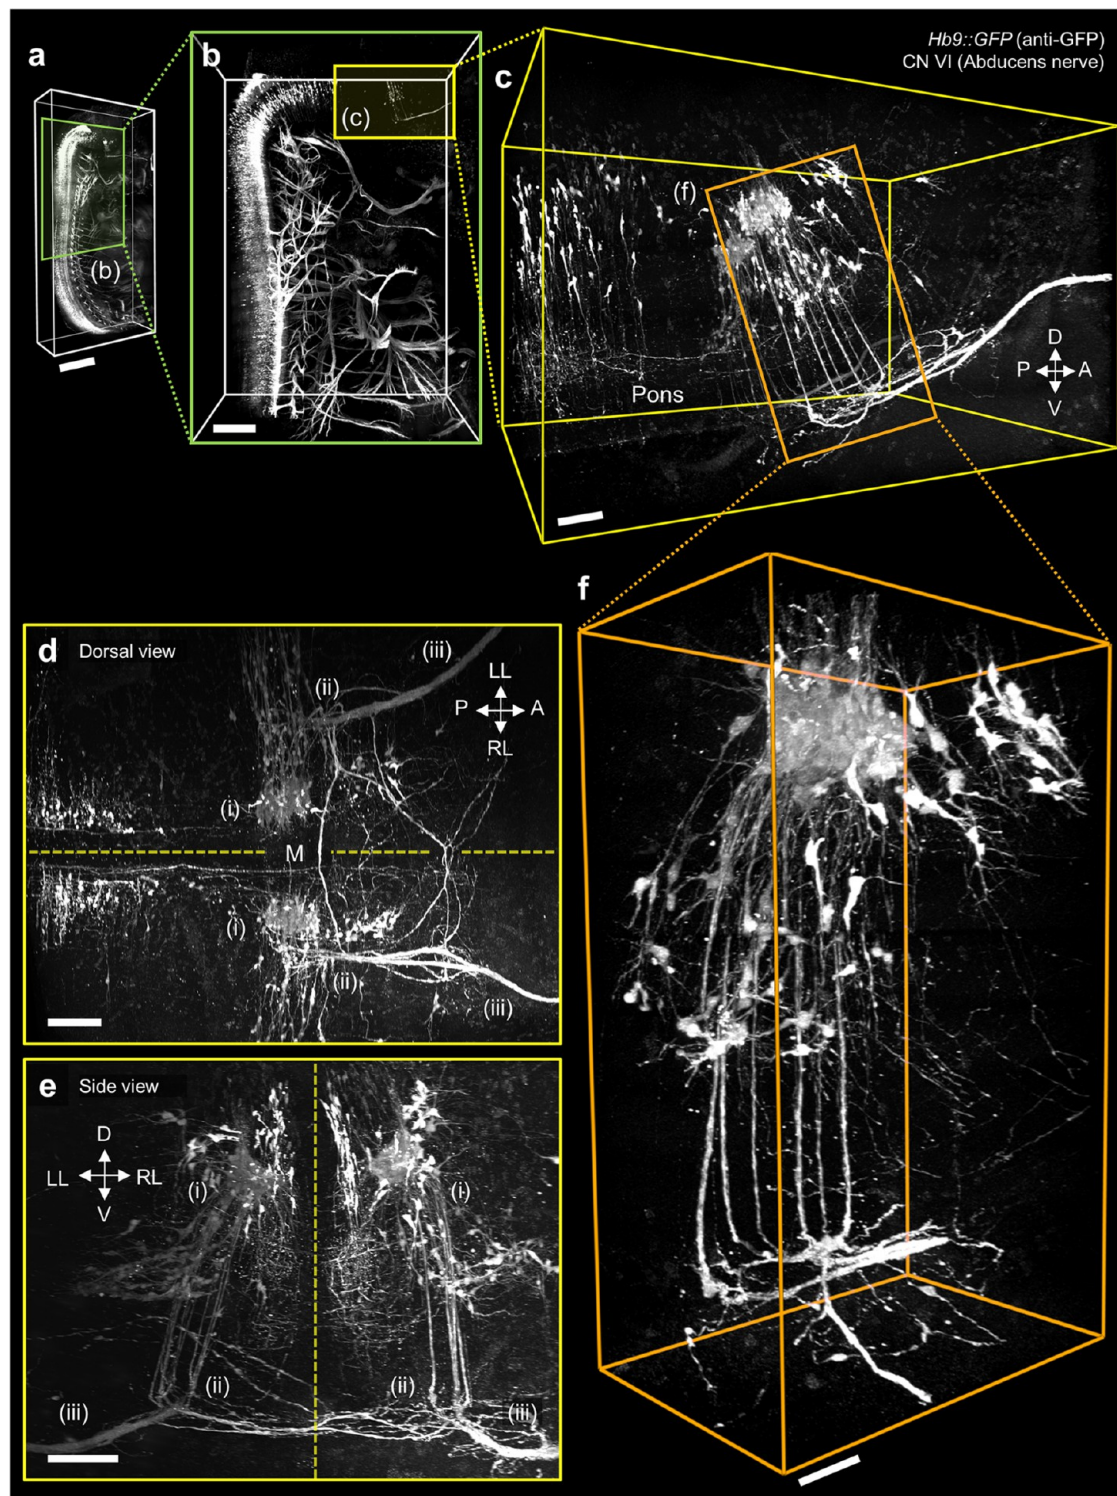 a
b
(b)
(c)
Hb9::GFP (anti-GFP)
CN VI (Abducens nerve)
c
(f)
Pons
D
P A
V
d Dorsal view
(iii)
(ii)
LL
P A
RL
(i)
M
(i)
(ii)
(iii)
e Side view
D
LL RL
V
(i)
(i)
(ii)
(ii)
(iii)
(iii)
f